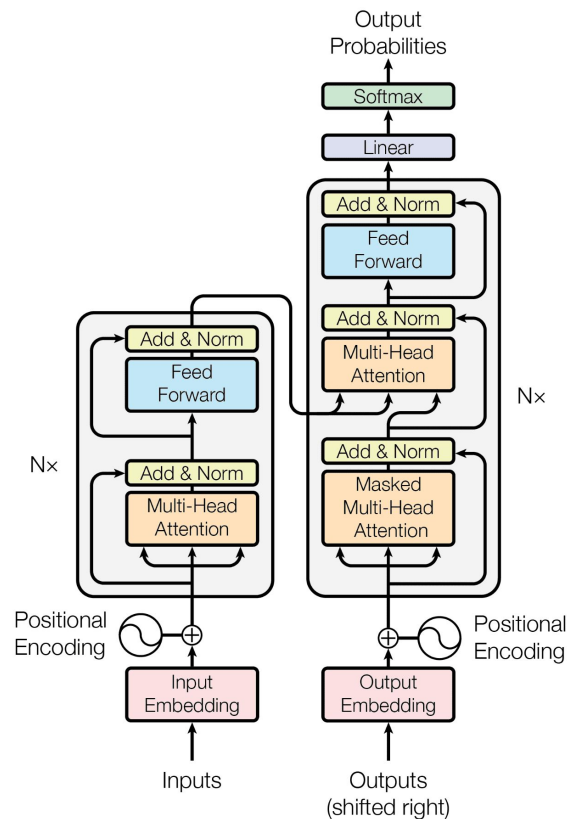 Output
Probabilities
Softmax
Linear
Add & Norm
Feed
Forward
Add & Norm
Multi-Head
Attention
Add & Norm
Masked
Multi-Head
Attention
N×
Add & Norm
Feed
Forward
Add & Norm
Multi-Head
Attention
N×
Positional
Encoding
Positional
Encoding
Input
Embedding
Output
Embedding
Inputs
Outputs
(shifted right)